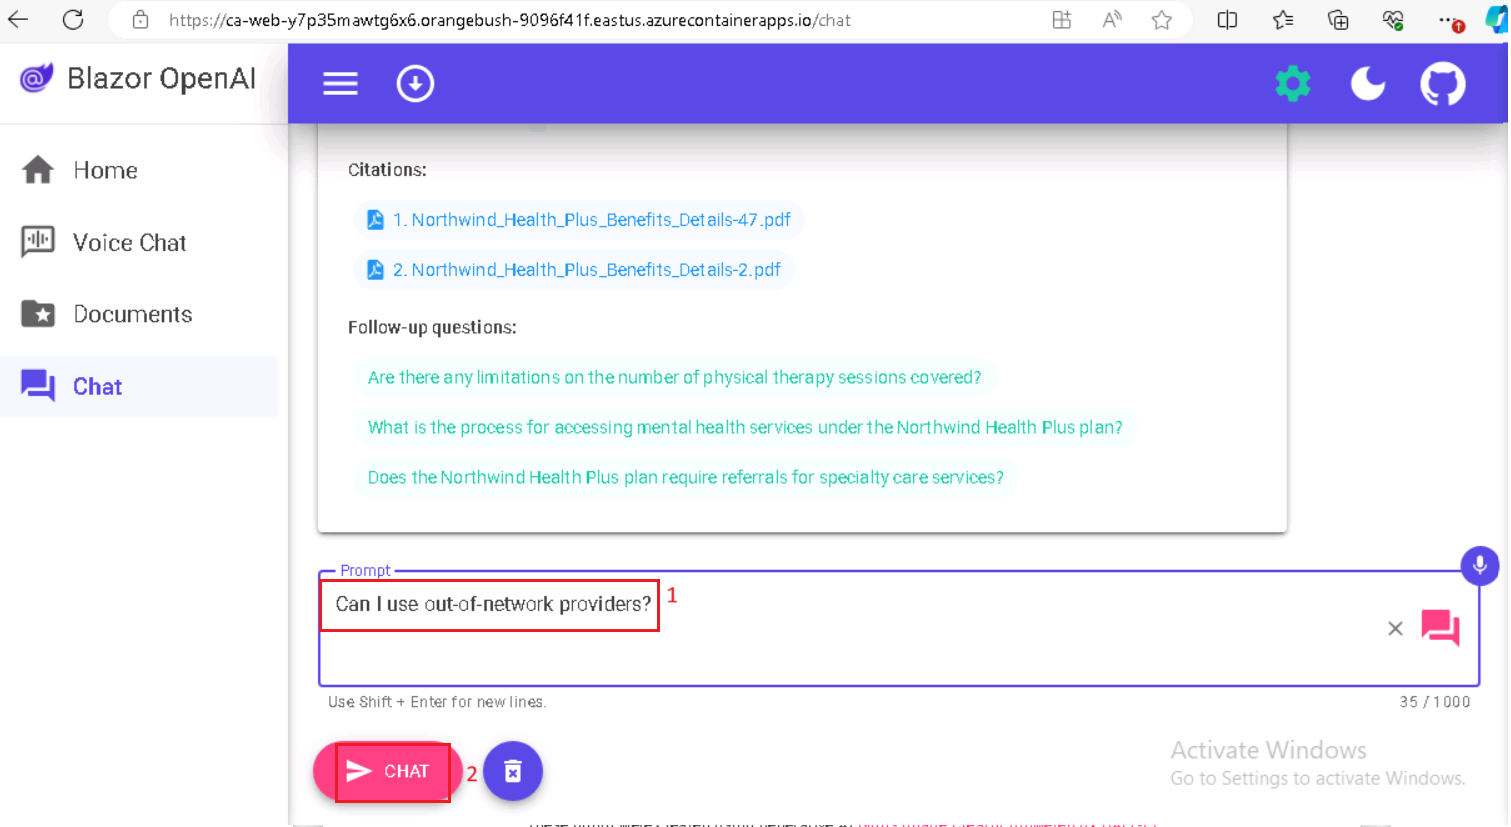 https://ca-web-y7p35mawtg6x6.orangebush-9096f41f.eastus.azurecontainerapps.io/chat
Blazor OpenAI
Home
Voice Chat
Documents
Chat
Citations:
1. Northwind_Health_Plus_Benefits_Details-47.pdf
2. Northwind_Health_Plus_Benefits_Details-2.pdf
Follow-up questions:
Are there any limitations on the number of physical therapy sessions covered?
What is the process for accessing mental health services under the Northwind Health Plus plan?
Does the Northwind Health Plus plan require referrals for specialty care services?
Prompt
Can I use out-of-network providers? 1
Use Shift + Enter for new lines. 35 / 1000
CHAT 2
Activate Windows
Go to Settings to activate Windows.